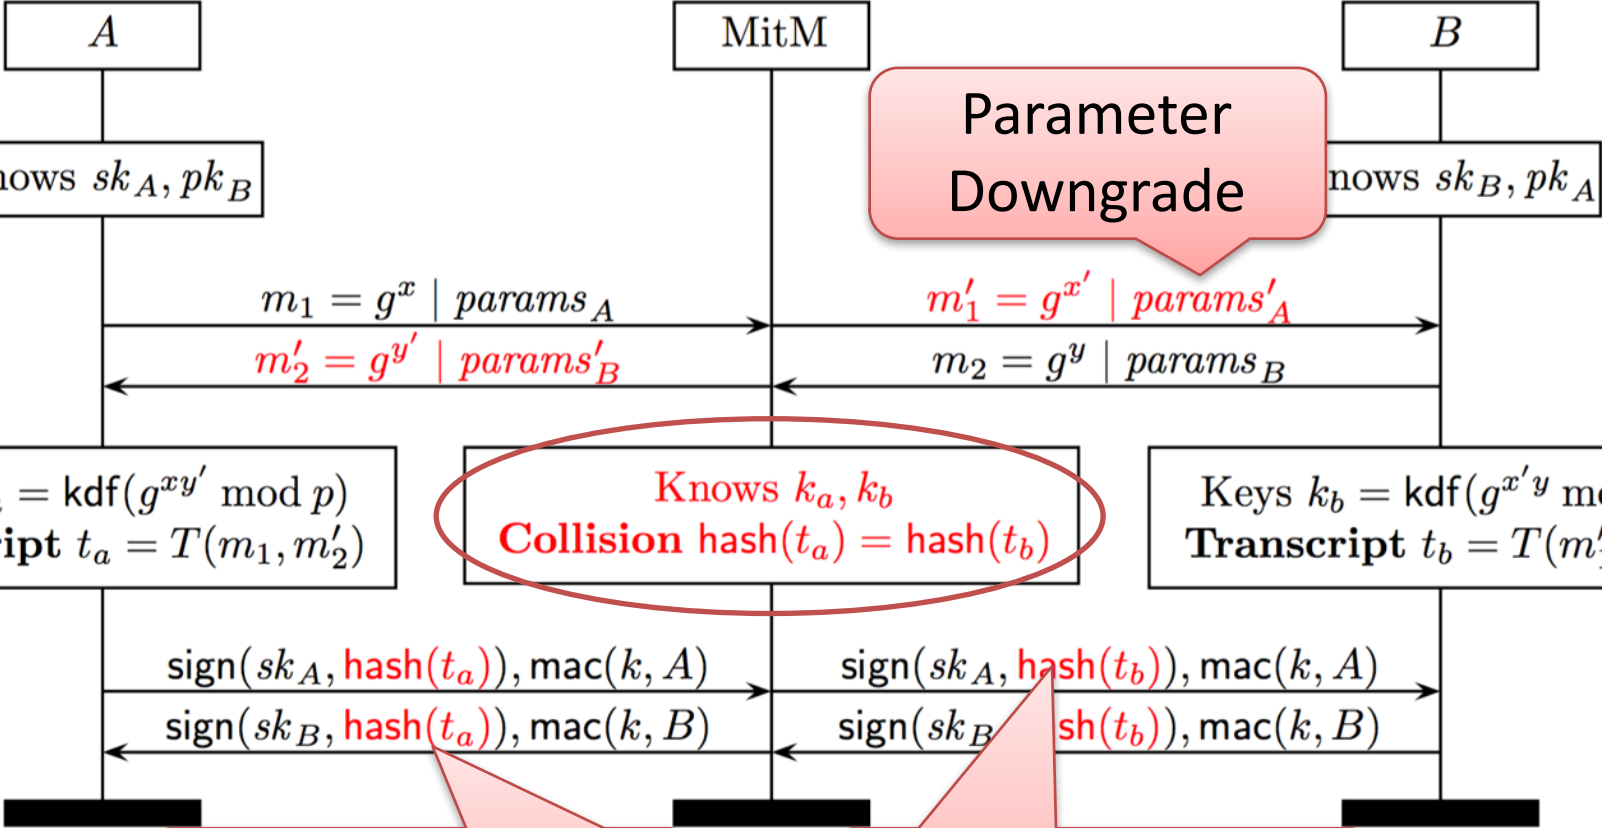 A
MitM
B
Parameter
Downgrade
nows sk_A, pk_B
nows sk_B, pk_A
m_1 = g^x | params_A
m'_1 = g^{x'} | params'_A
m'_2 = g^{y'} | params'_B
m_2 = g^y | params_B
= kdf(g^{xy'} mod p)
Knows k_a, k_b
Keys k_b = kdf(g^{x'y}
ipt t_a = T(m_1, m'_2)
Collision hash(t_a) = hash(t_b)
Transcript t_b = T(m'
sign(sk_A, hash(t_a)), mac(k, A)
sign(sk_A, hash(t_b)), mac(k, A)
sign(sk_B, hash(t_a)), mac(k, B)
sign(sk_B sh(t_b)), mac(k, B)